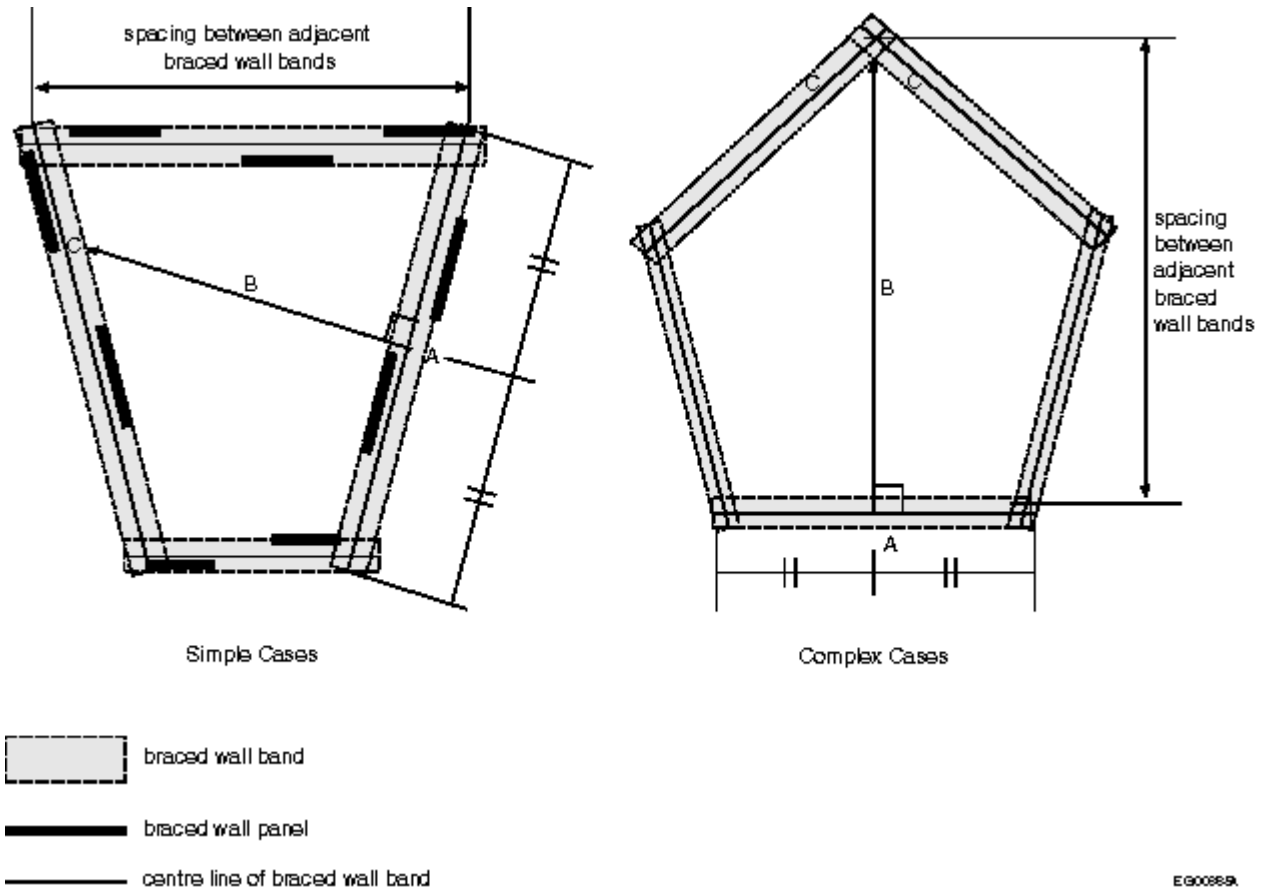 spacing between adjacent
braced wall bands
C
B
A
Simple Cases
C
C
B
A
spacing
between
adjacent
braced
wall bands
Complex Cases
braced wall band
braced wall panel
centre line of braced wall band